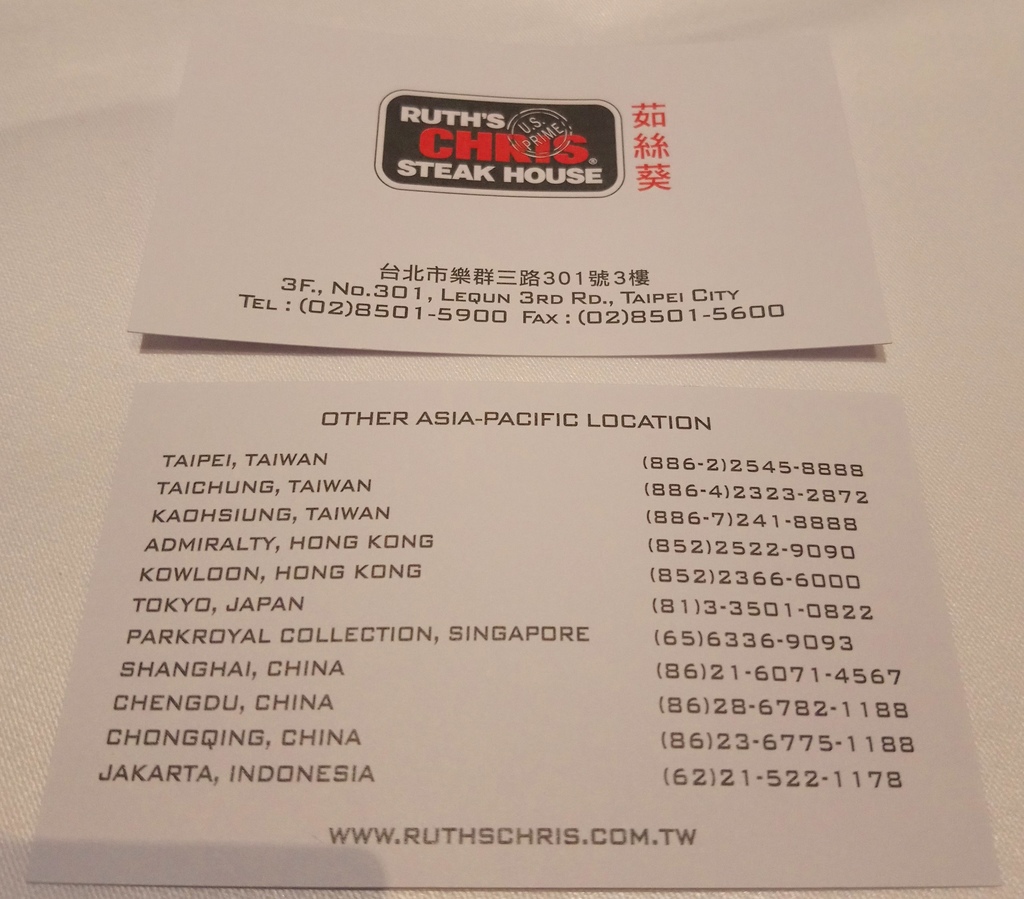 RUTH'S
CHRIS
U.S. PRIME
STEAK HOUSE®
茹絲葵
台北市樂群三路301號3樓
3F., No.301, Lequn 3rd Rd., Taipei City
Tel : (02)8501-5900 Fax : (02)8501-5600
OTHER ASIA-PACIFIC LOCATION
TAIPEI, TAIWAN (886-2)2545-8888
TAICHUNG, TAIWAN (886-4)2323-2872
KAOHSIUNG, TAIWAN (886-7)241-8888
ADMIRALTY, HONG KONG (852)2522-9090
KOWLOON, HONG KONG (852)2366-6000
TOKYO, JAPAN (81)3-3501-0822
PARKROYAL COLLECTION, SINGAPORE (65)6336-9093
SHANGHAI, CHINA (86)21-6071-4567
CHENGDU, CHINA (86)28-6782-1188
CHONGQING, CHINA (86)23-6775-1188
JAKARTA, INDONESIA (62)21-522-1178
WWW.RUTHSCHRIS.COM.TW